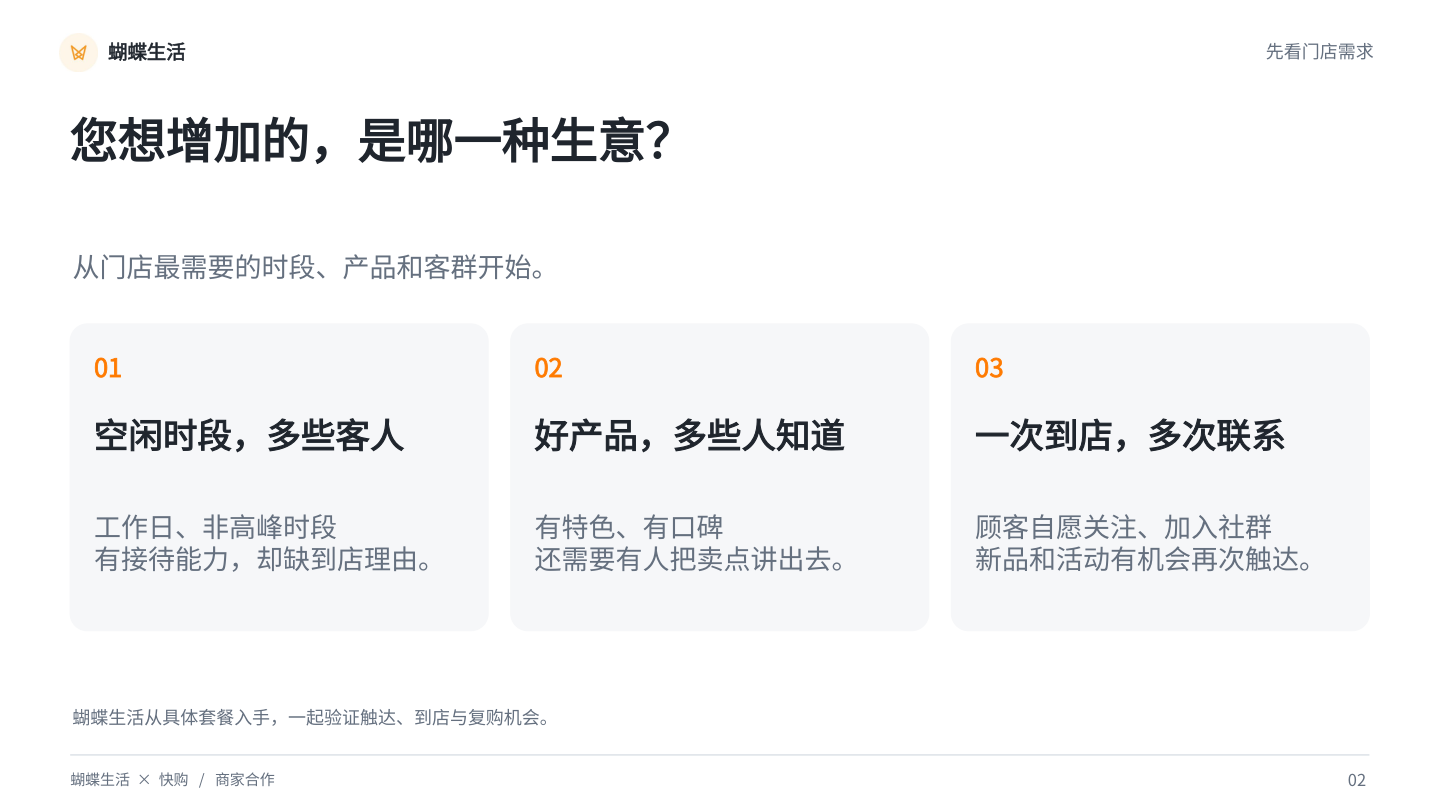 蝴蝶生活
先看门店需求
您想增加的，是哪一种生意？
从门店最需要的时段、产品和客群开始。
01
空闲时段，多些客人
工作日、非高峰时段
有接待能力，却缺到店理由。
02
好产品，多些人知道
有特色、有口碑
还需要有人把卖点讲出去。
03
一次到店，多次联系
顾客自愿关注、加入社群
新品和活动有机会再次触达。
蝴蝶生活从具体套餐入手，一起验证触达、到店与复购机会。
蝴蝶生活 × 快购 / 商家合作
02